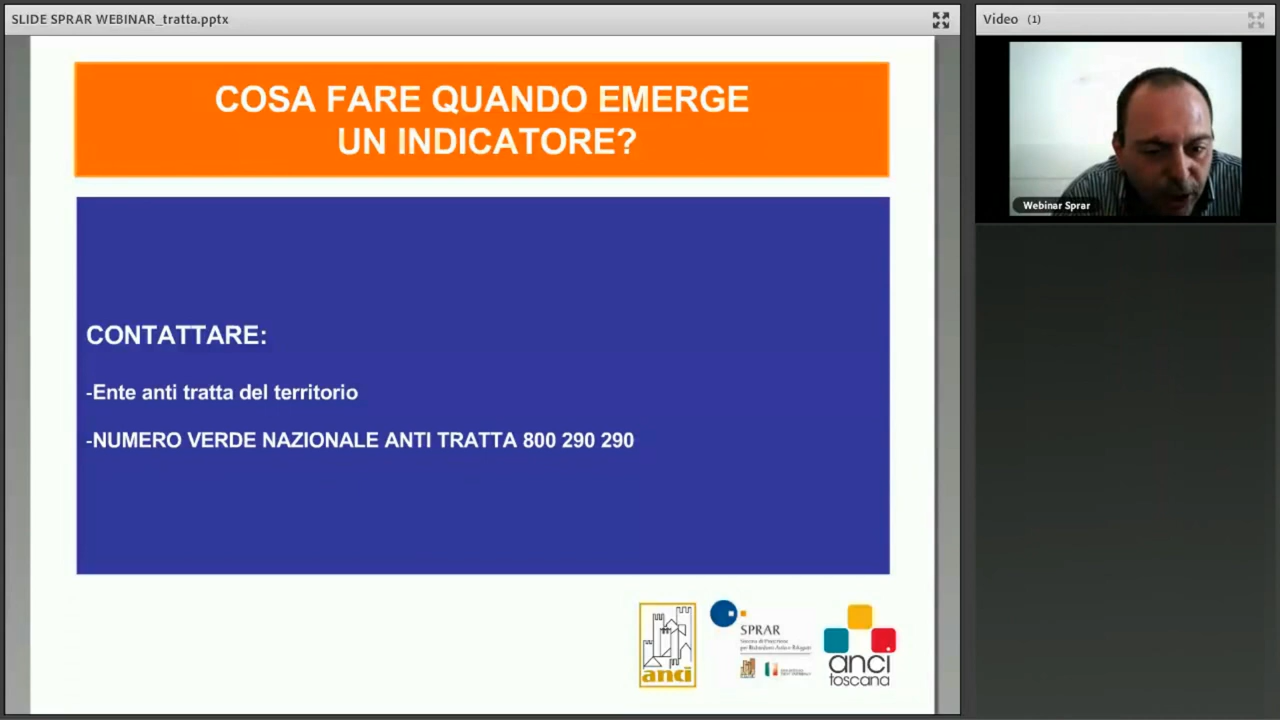 SLIDE SPRAR WEBINAR_tratta.pptx
Video (1)
COSA FARE QUANDO EMERGE
UN INDICATORE?
Webinar Sprar
CONTATTARE:
-Ente anti tratta del territorio
-NUMERO VERDE NAZIONALE ANTI TRATTA 800 290 290
anci
SPRAR
anci
toscana